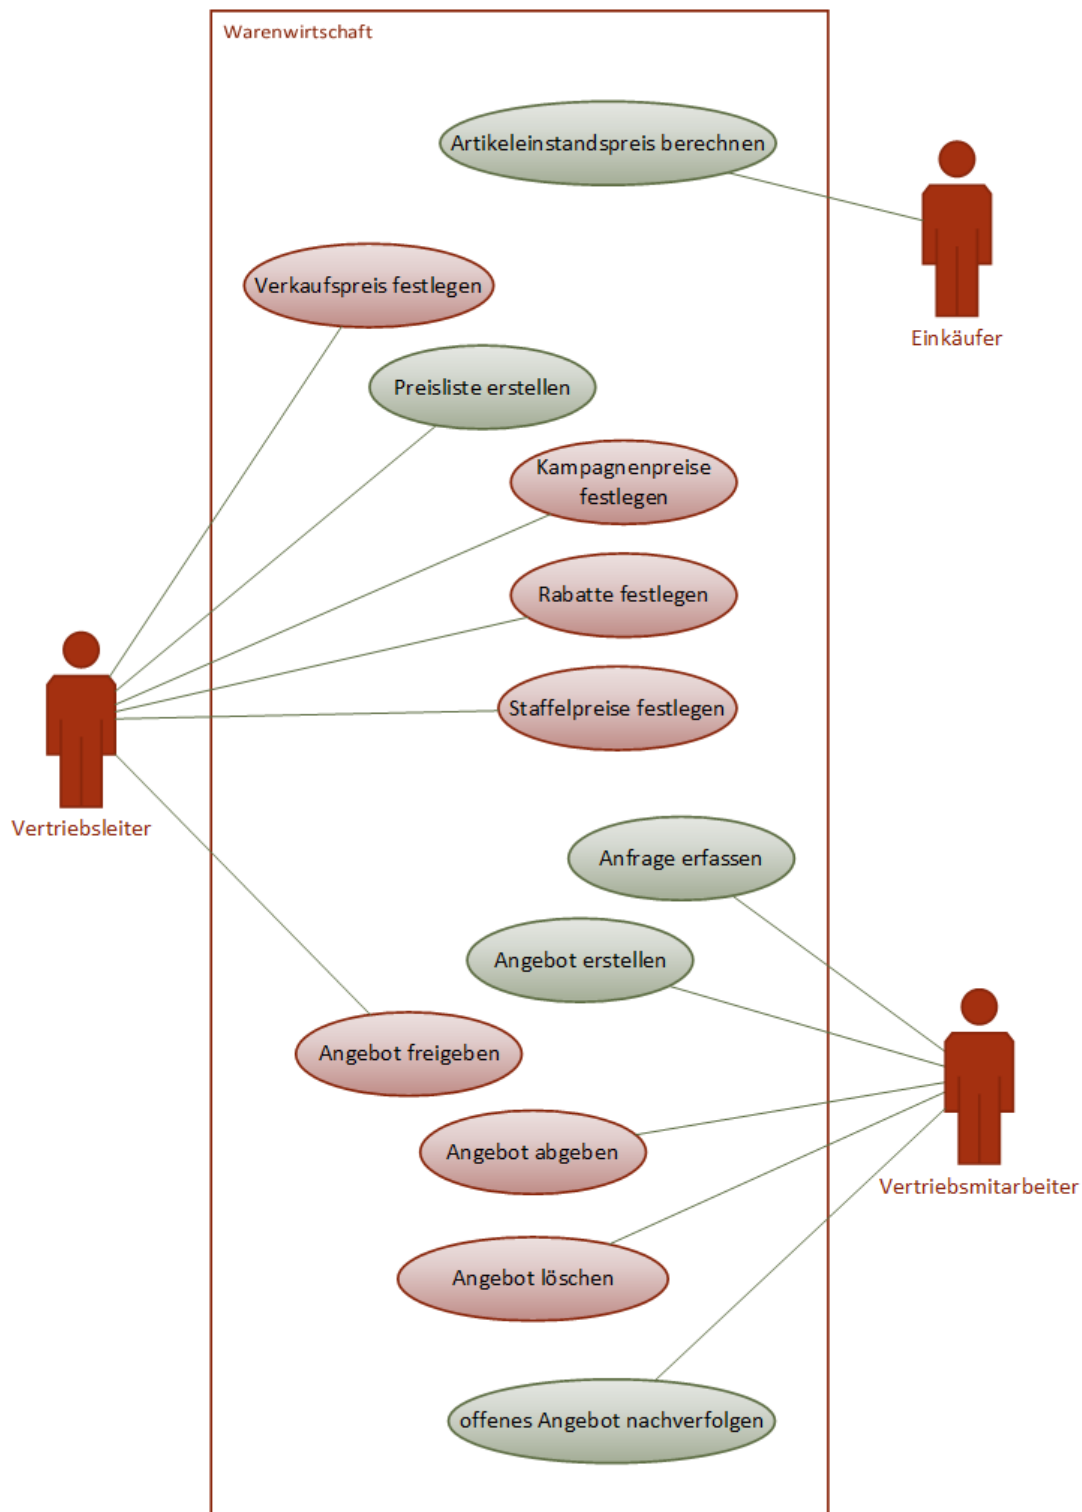 Warenwirtschaft
Artikeleinstandspreis berechnen
Einkäufer
Verkaufspreis festlegen
Preisliste erstellen
Kampagnenpreise
festlegen
Rabatte festlegen
Staffelpreise festlegen
Vertriebsleiter
Anfrage erfassen
Angebot erstellen
Angebot freigeben
Angebot abgeben
Vertriebsmitarbeiter
Angebot löschen
offenes Angebot nachverfolgen